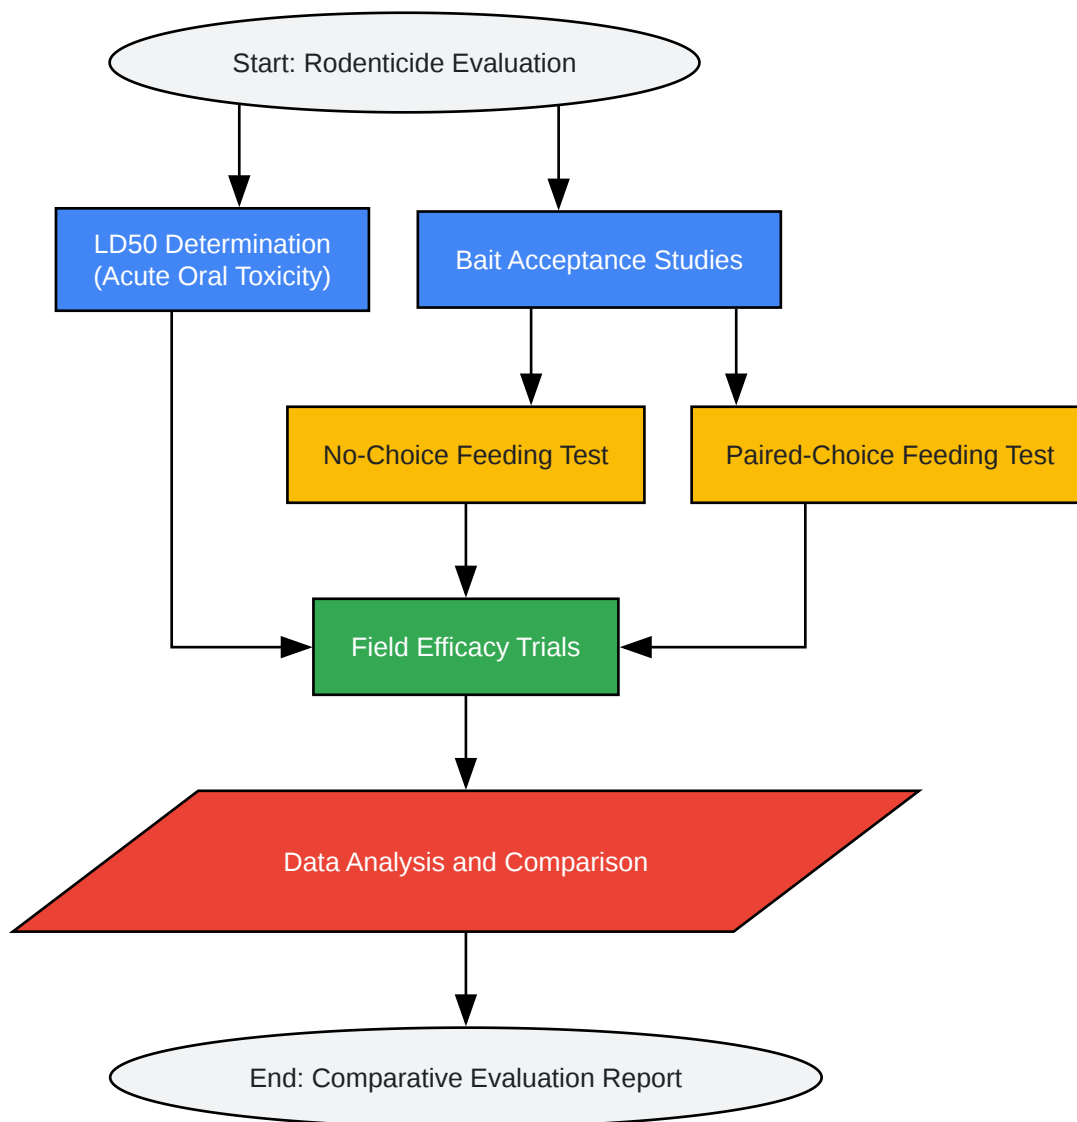 Start: Rodenticide Evaluation
LD50 Determination
(Acute Oral Toxicity)
Bait Acceptance Studies
No-Choice Feeding Test
Paired-Choice Feeding Test
Field Efficacy Trials
Data Analysis and Comparison
End: Comparative Evaluation Report